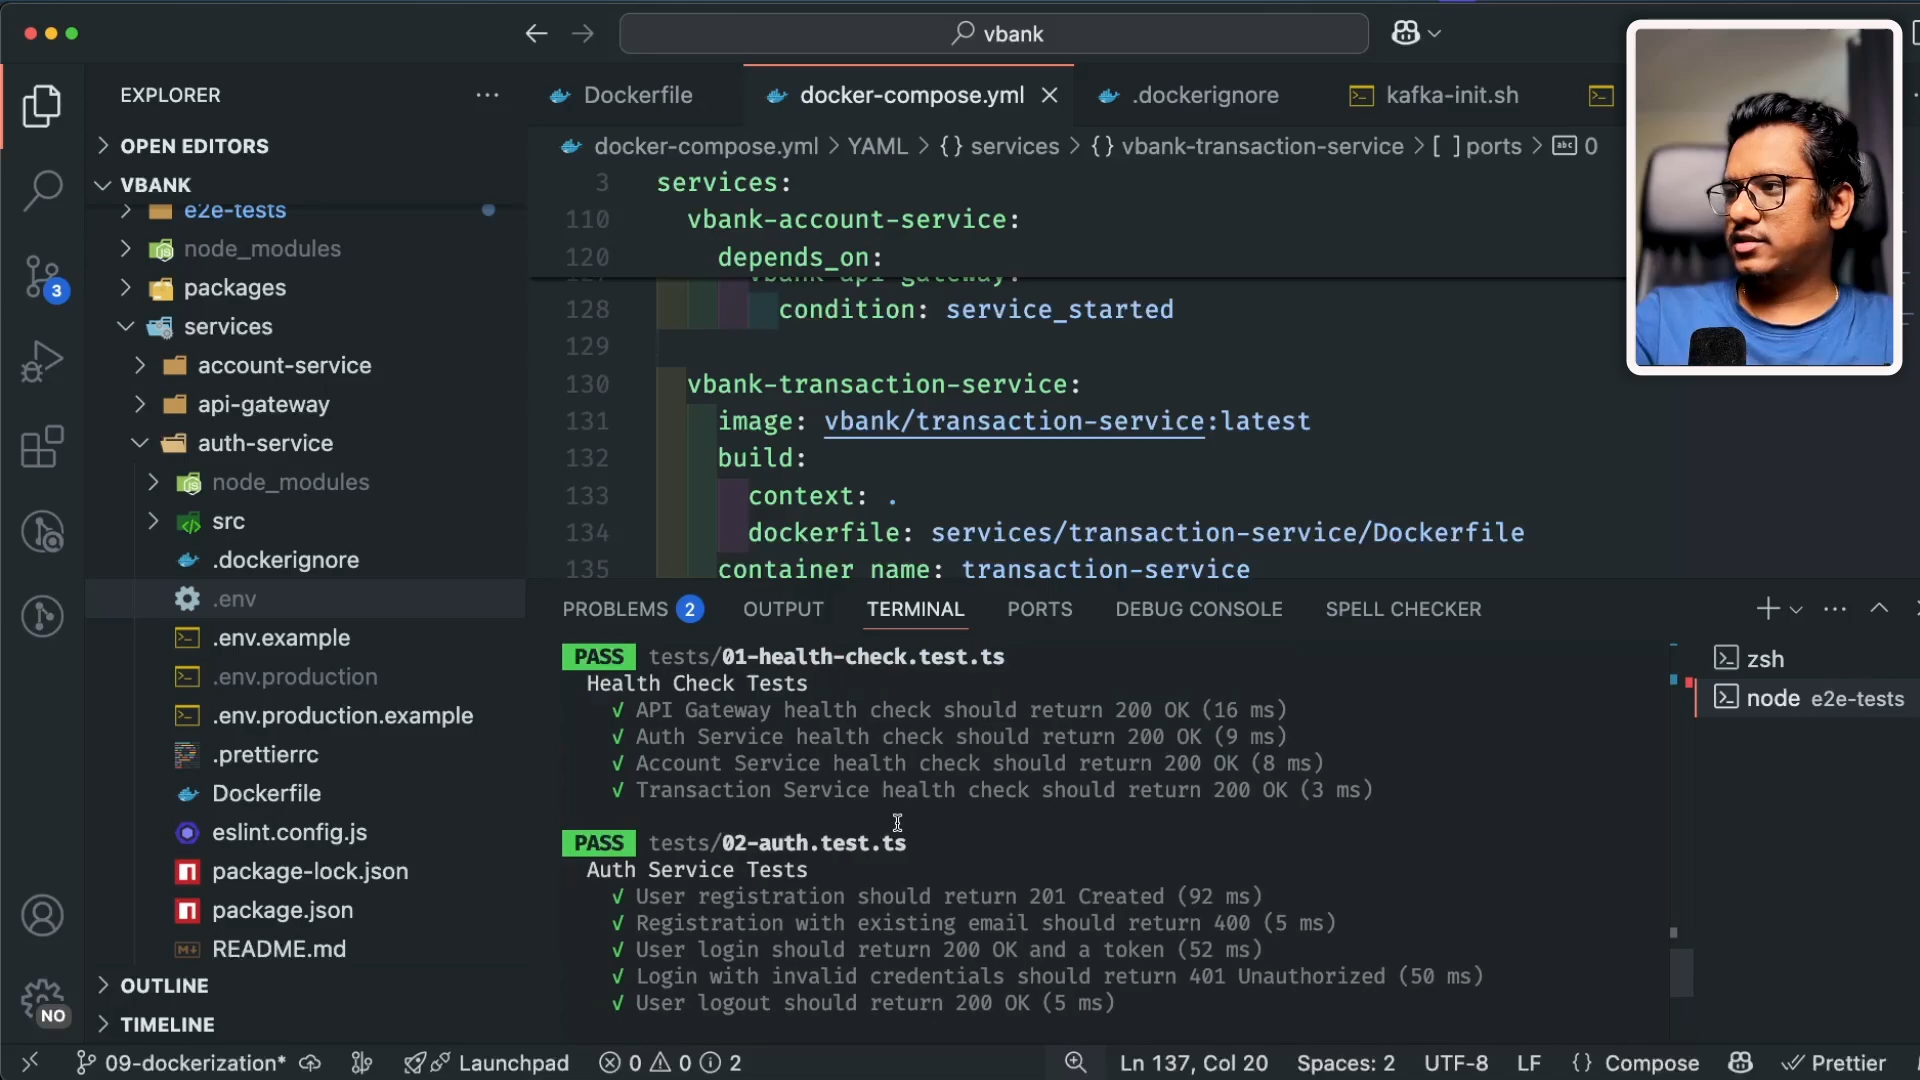 vbank
EXPLORER
OPEN EDITORS
VBANK
e2e-tests
node_modules
packages
services
account-service
api-gateway
auth-service
node_modules
src
.dockerignore
.env
.env.example
.env.production
.env.production.example
.prettierrc
Dockerfile
eslint.config.js
package-lock.json
package.json
README.md
OUTLINE
TIMELINE
3
NO
Dockerfile
docker-compose.yml
.dockerignore
kafka-init.sh
docker-compose.yml > YAML > {} services > {} vbank-transaction-service > [ ] ports > abc 0
3 services:
110 vbank-account-service:
120 depends_on:
vbank-api-gateway:
128 condition: service_started
129
130 vbank-transaction-service:
131 image: vbank/transaction-service:latest
132 build:
133 context: .
134 dockerfile: services/transaction-service/Dockerfile
135 container_name: transaction-service
PROBLEMS 2 OUTPUT TERMINAL PORTS DEBUG CONSOLE SPELL CHECKER
PASS tests/01-health-check.test.ts
Health Check Tests
√ API Gateway health check should return 200 OK (16 ms)
√ Auth Service health check should return 200 OK (9 ms)
√ Account Service health check should return 200 OK (8 ms)
√ Transaction Service health check should return 200 OK (3 ms)
PASS tests/02-auth.test.ts
Auth Service Tests
√ User registration should return 201 Created (92 ms)
√ Registration with existing email should return 400 (5 ms)
√ User login should return 200 OK and a token (52 ms)
√ Login with invalid credentials should return 401 Unauthorized (50 ms)
√ User logout should return 200 OK (5 ms)
zsh
node e2e-tests
09-dockerization* Launchpad 0 0 2 Ln 137, Col 20 Spaces: 2 UTF-8 LF {} Compose Prettier